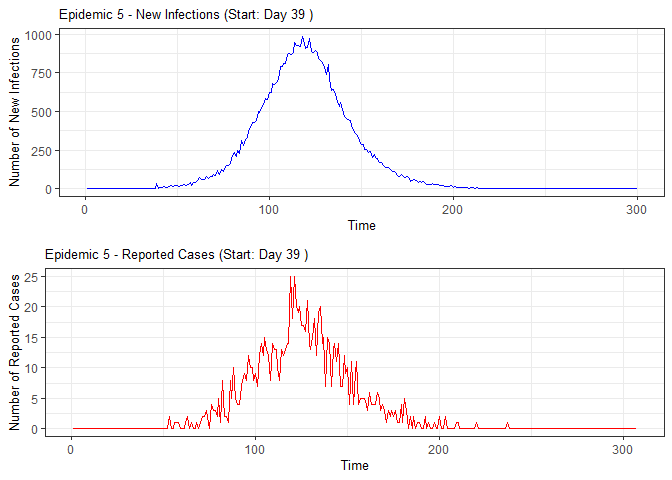 Epidemic 5 - New Infections (Start: Day 39 )
1000
750
500
250
0
Number of New Infections
0 100 200 300
Time
Epidemic 5 - Reported Cases (Start: Day 39 )
25
20
15
10
5
0
Number of Reported Cases
0 100 200 300
Time